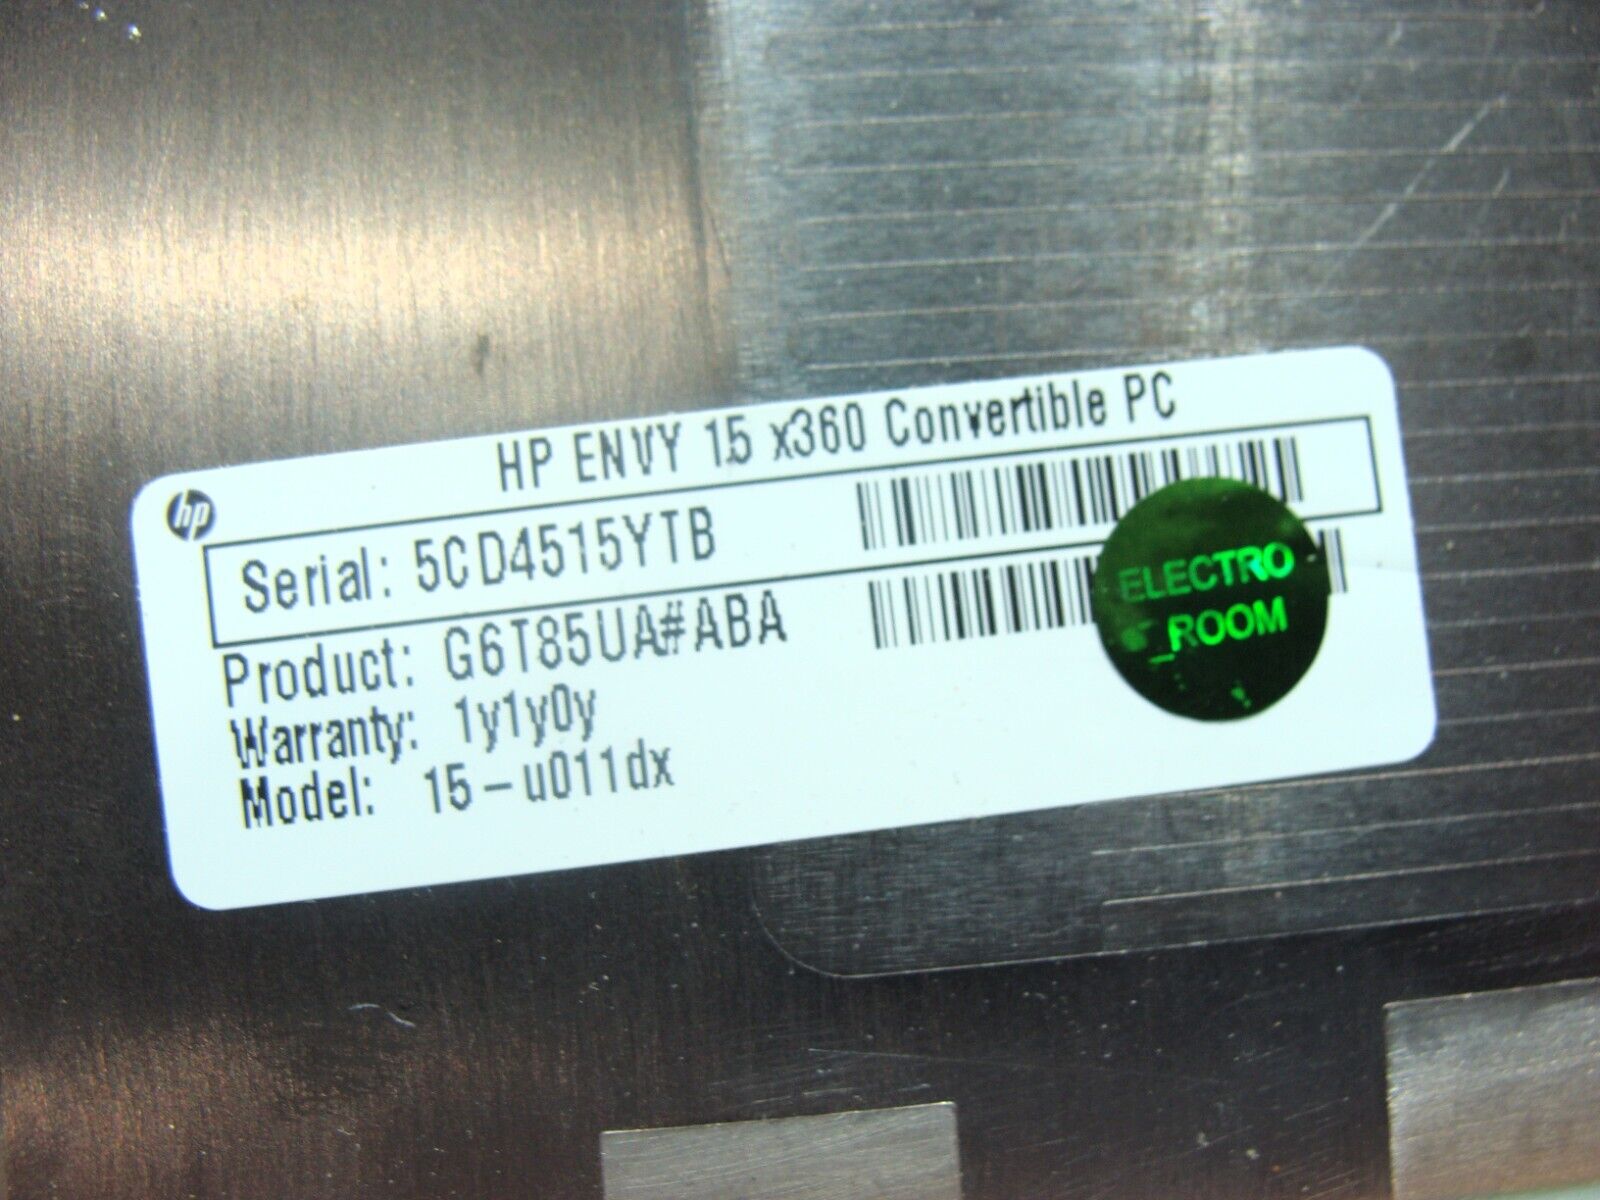 HP ENVY 15 x360 Convertible PC
hp
Serial: 5CD4515YTB
Product: G6T85UA#ABA
Warranty: 1y1y0y
Model: 15-u011dx
ELECTRO
_ROOM